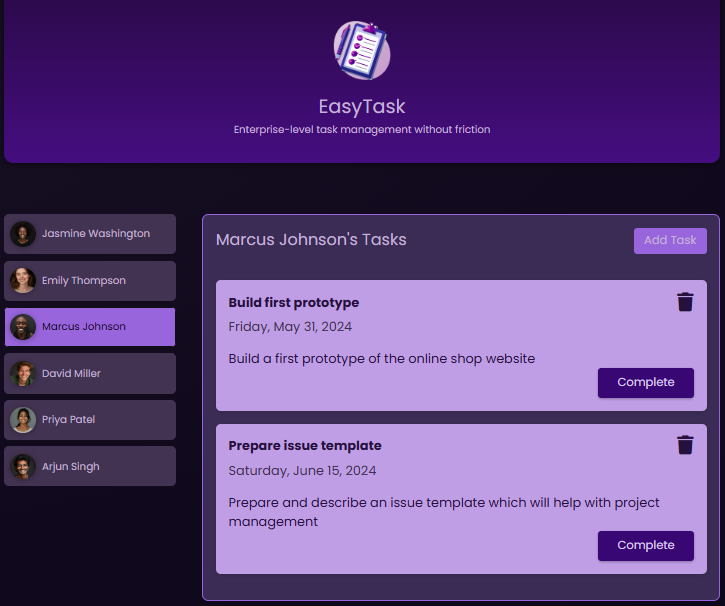 EasyTask
Enterprise-level task management without friction
Jasmine Washington
Emily Thompson
Marcus Johnson
David Miller
Priya Patel
Arjun Singh
Marcus Johnson's Tasks
Add Task
Build first prototype
Friday, May 31, 2024
Build a first prototype of the online shop website
Complete
Prepare issue template
Saturday, June 15, 2024
Prepare and describe an issue template which will help with project
management
Complete